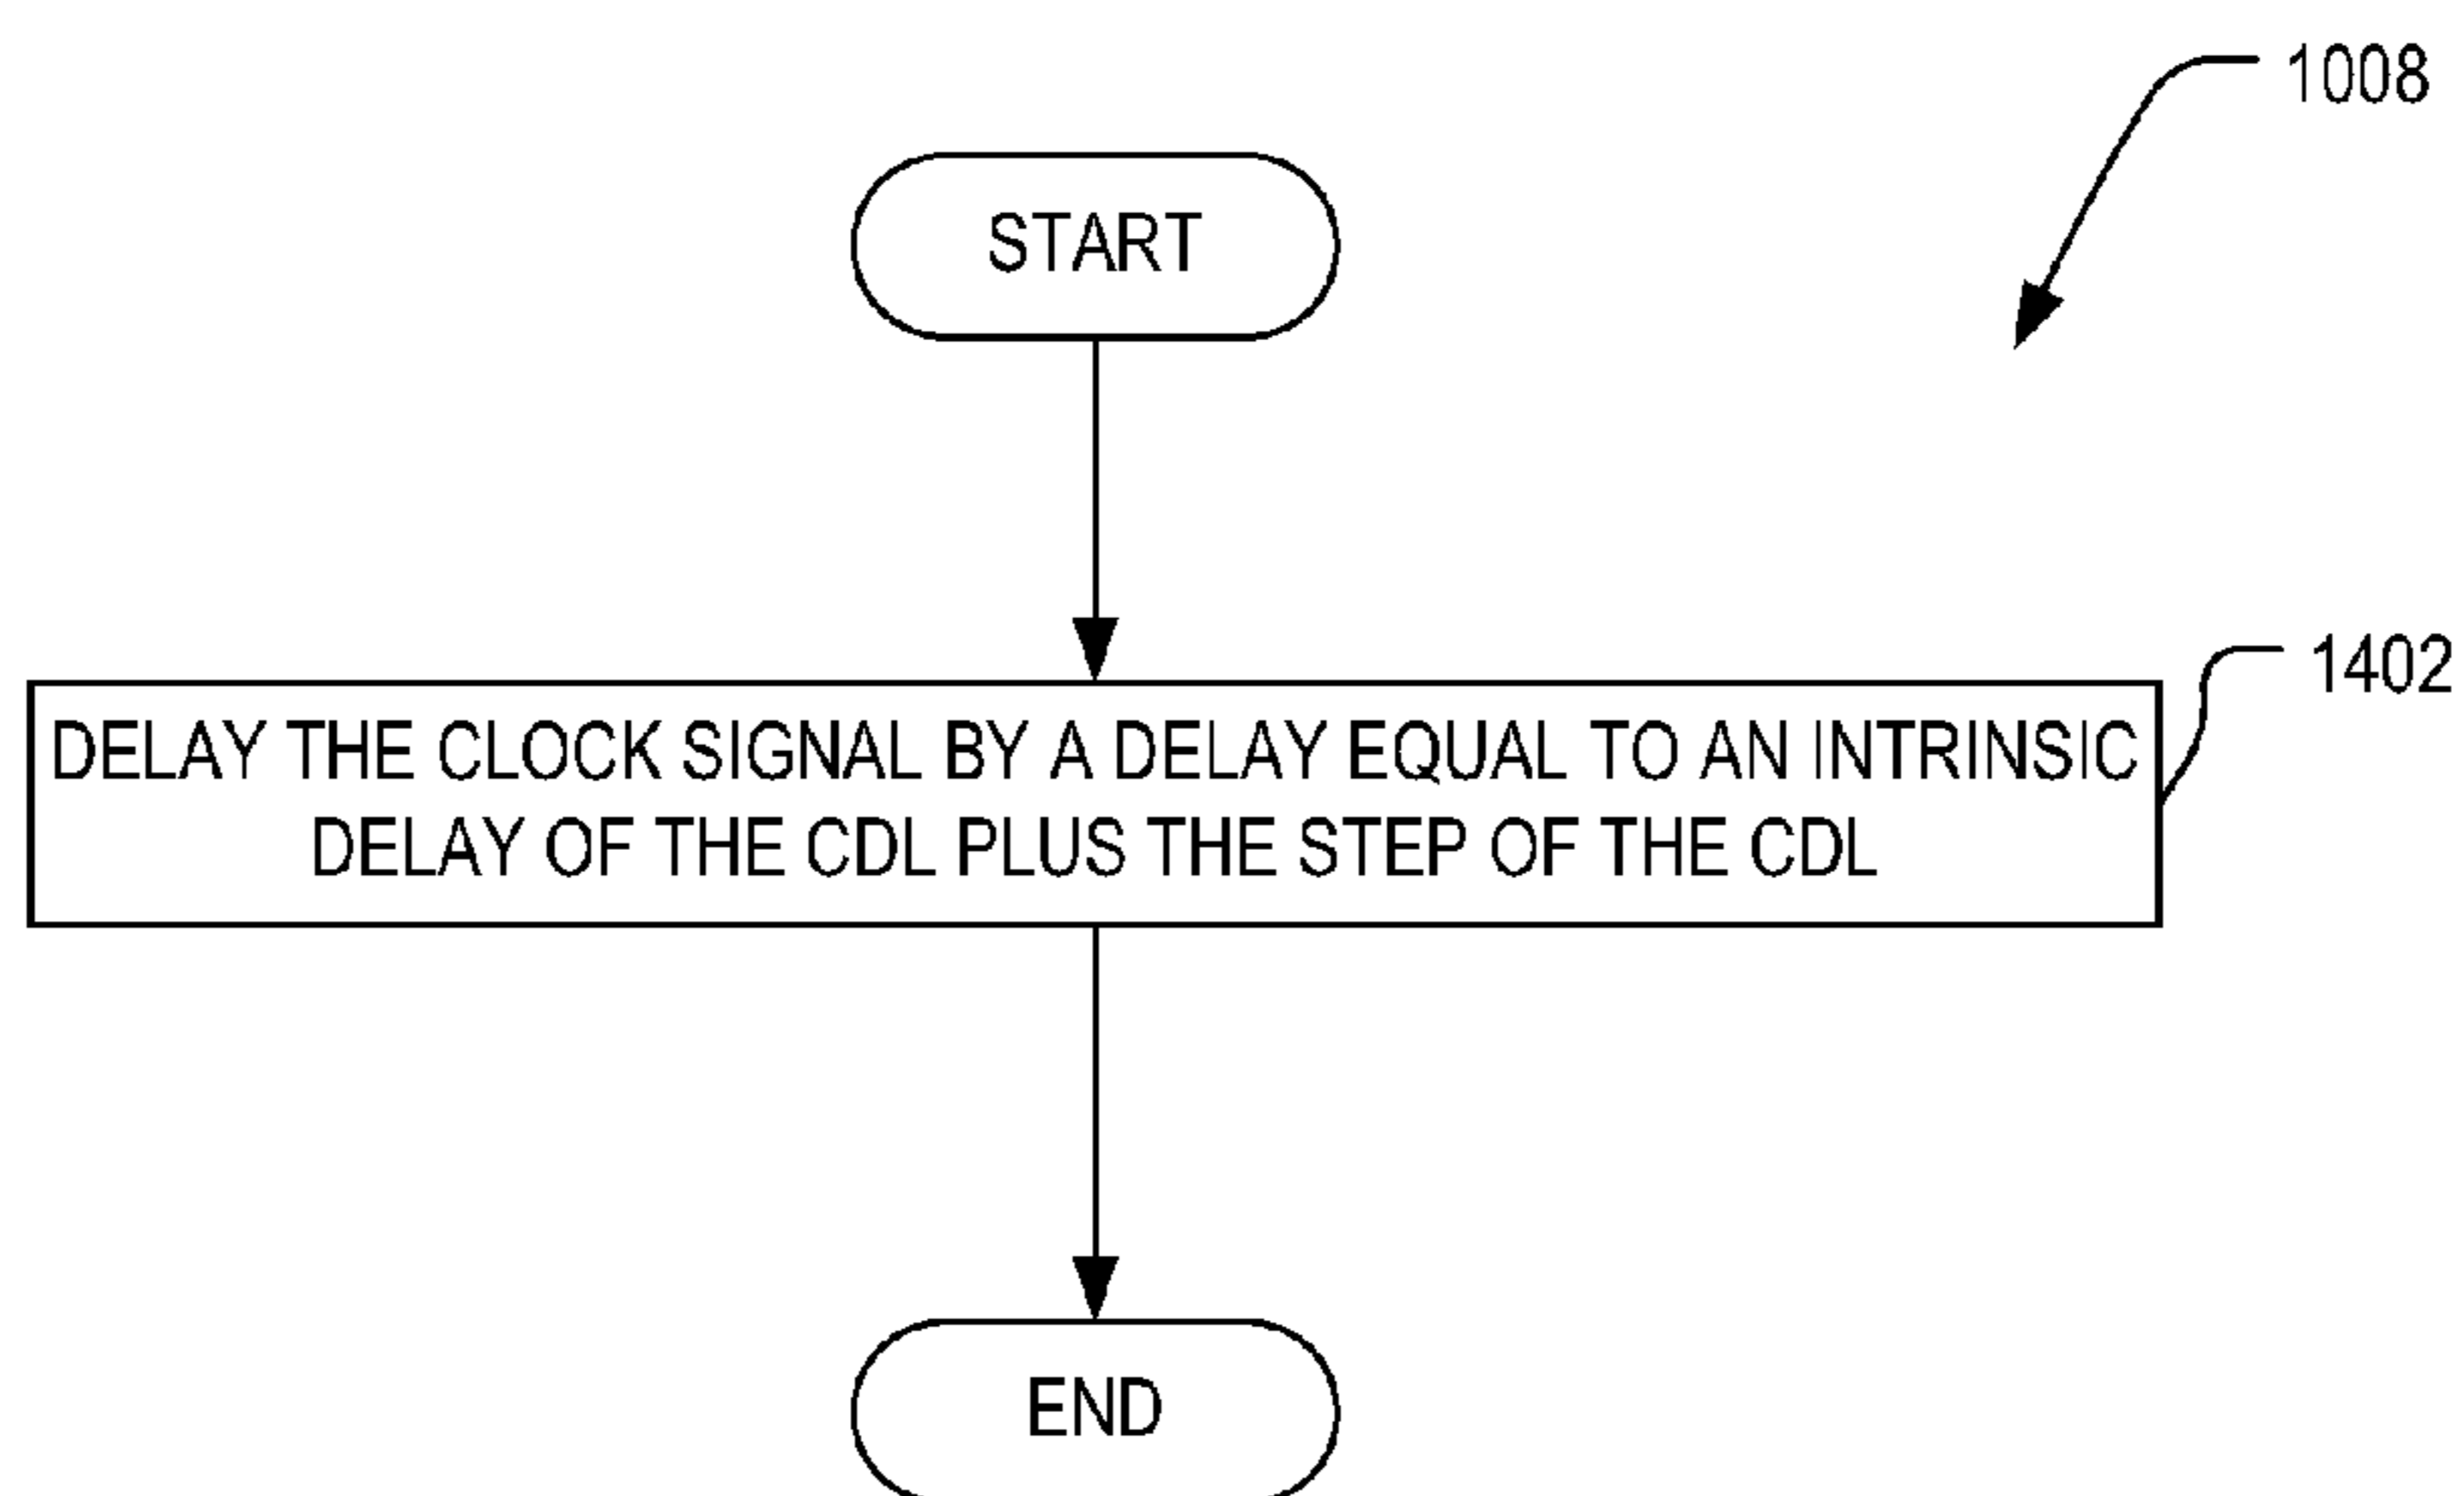 1008
START
1402
DELAY THE CLOCK SIGNAL BY A DELAY EQUAL TO AN INTRINSIC
DELAY OF THE CDL PLUS THE STEP OF THE CDL
END